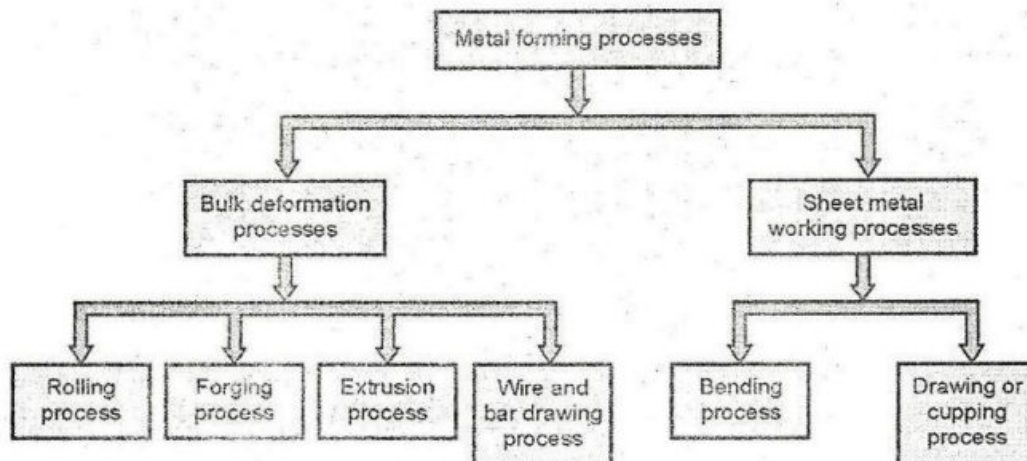 Metal forming processes
Bulk deformation
processes
Sheet metal
working processes
Rolling
process
Forging
process
Extrusion
process
Wire and
bar drawing
process
Bending
process
Drawing or
cupping
process